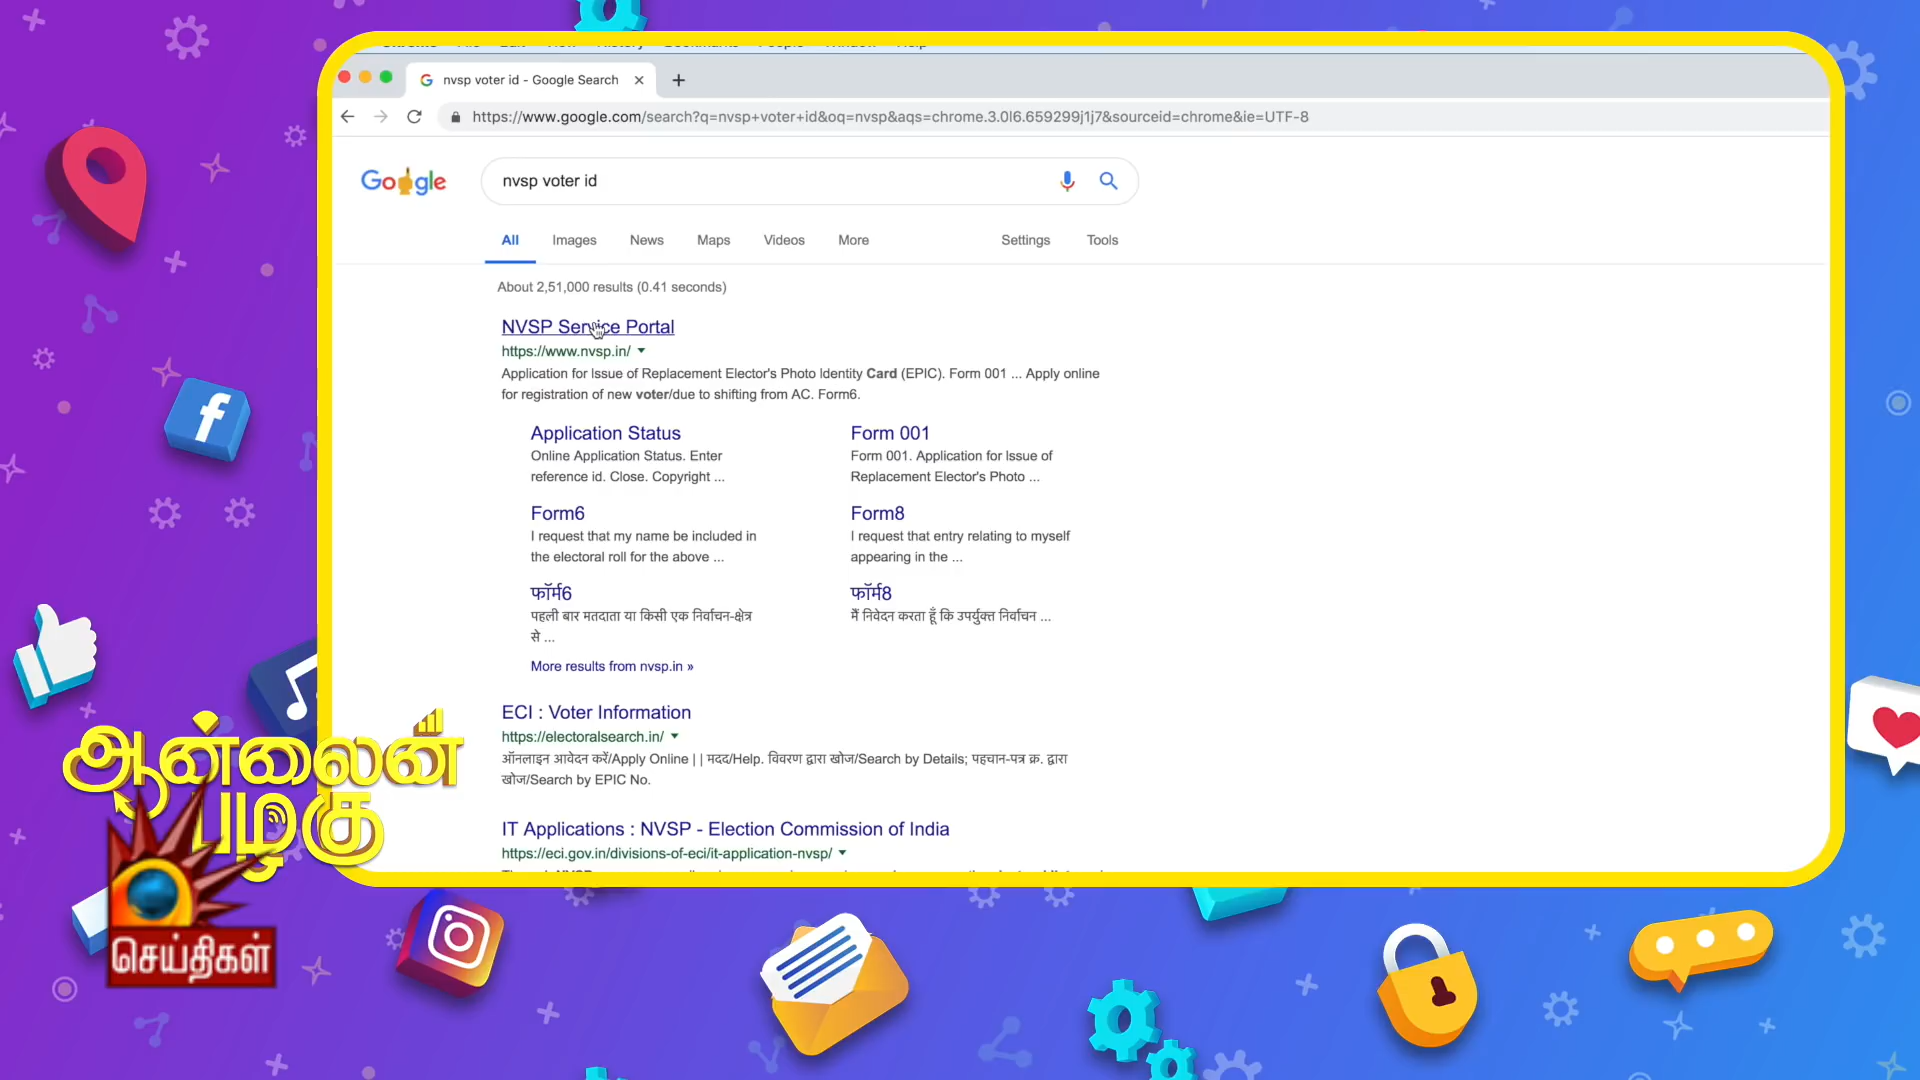 nvsp voter id - Google Search
https://www.google.com/search?q=nvsp+voter+id&oq=nvsp&aqs=chrome.3.0l6.659299j1j7&sourceid=chrome&ie=UTF-8
Google
nvsp voter id
All Images News Maps Videos More Settings Tools
About 2,51,000 results (0.41 seconds)
NVSP Service Portal
https://www.nvsp.in/
Application for Issue of Replacement Elector's Photo Identity Card (EPIC). Form 001 ... Apply online
for registration of new voter/due to shifting from AC. Form6.
Application Status
Online Application Status. Enter
reference id. Close. Copyright ...
Form 001
Form 001. Application for Issue of
Replacement Elector's Photo ...
Form6
I request that my name be included in
the electoral roll for the above ...
Form8
I request that entry relating to myself
appearing in the ...
फॉर्म6
पहली बार मतदाता या किसी एक निर्वाचन-क्षेत्र
से ...
फॉर्म8
मैं निवेदन करता हूँ कि उपर्युक्त निर्वाचन ...
More results from nvsp.in »
ECI : Voter Information
https://electoralsearch.in/
ऑनलाइन आवेदन करें/Apply Online | | मदद/Help. विवरण द्वारा खोज/Search by Details; पहचान-पत्र क्र. द्वारा
खोज/Search by EPIC No.
IT Applications : NVSP - Election Commission of India
https://eci.gov.in/divisions-of-eci/it-application-nvsp/
ஆன்லைன்
பழகு
செய்திகள்